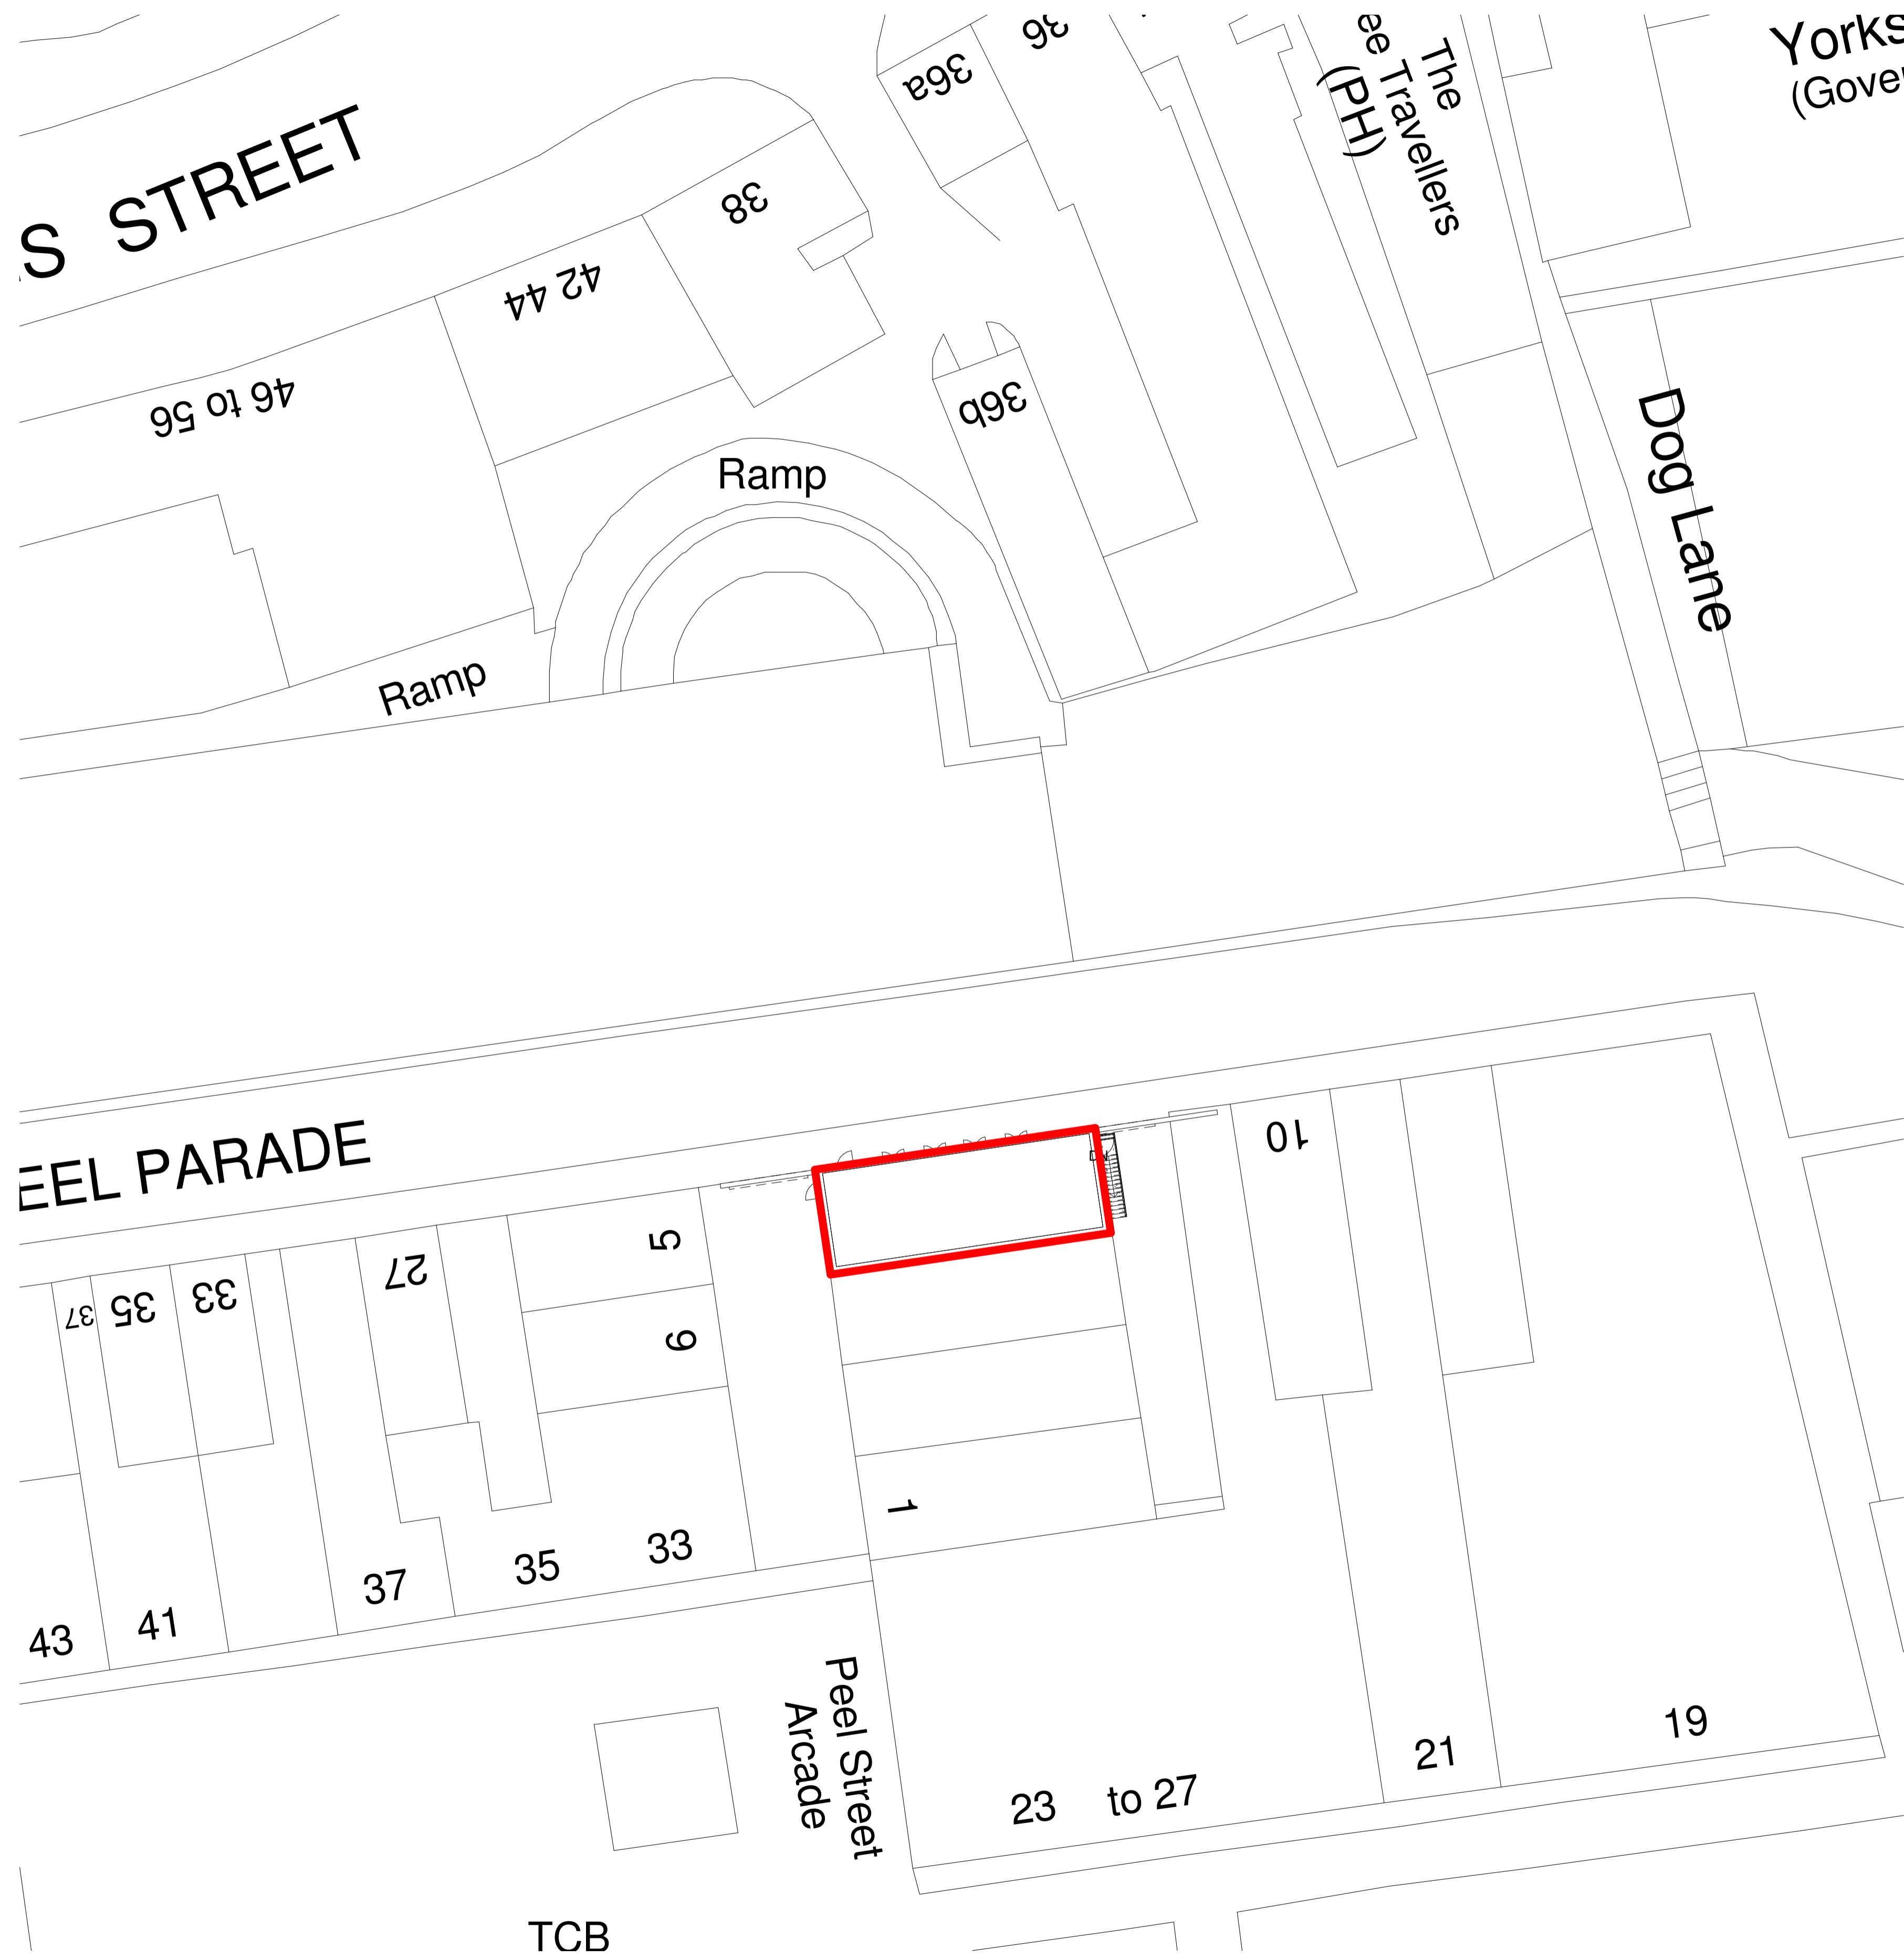 S STREET
36a
36
The
ee Travellers
(PH)
Yorks
(Gove
38
42 44
46 to 56
36b
Ramp
Ramp
Dog Lane
EEL PARADE
10
5
27
33
35
37
9
1
33
35
37
41
43
Peel Street
Arcade
23 to 27
21
19
TCB